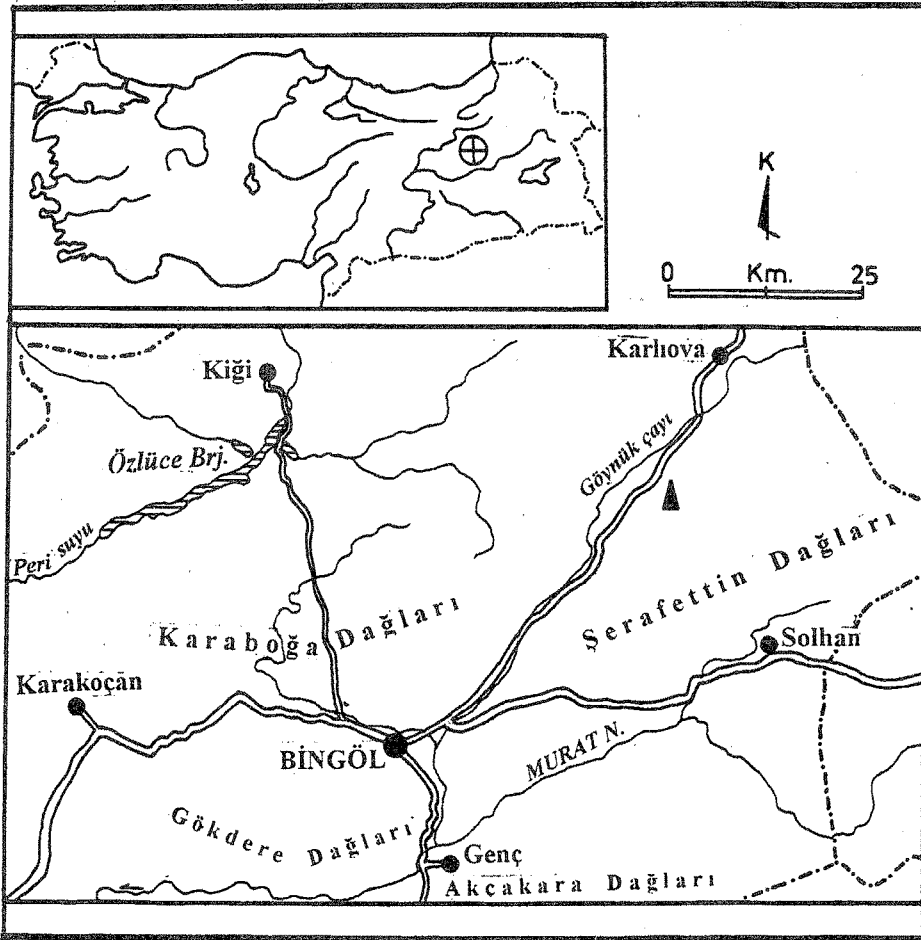 K
0 Km. 25
Karlıova
Kiği
Göynük çayı
Özlüce Brj.
Peri suyu
Şerafettin Dağları
Karaboğa Dağları
Solhan
Karakoçan
BİNGÖL
MURAT N.
Gökdere Dağları
Genç
Akçakara Dağları